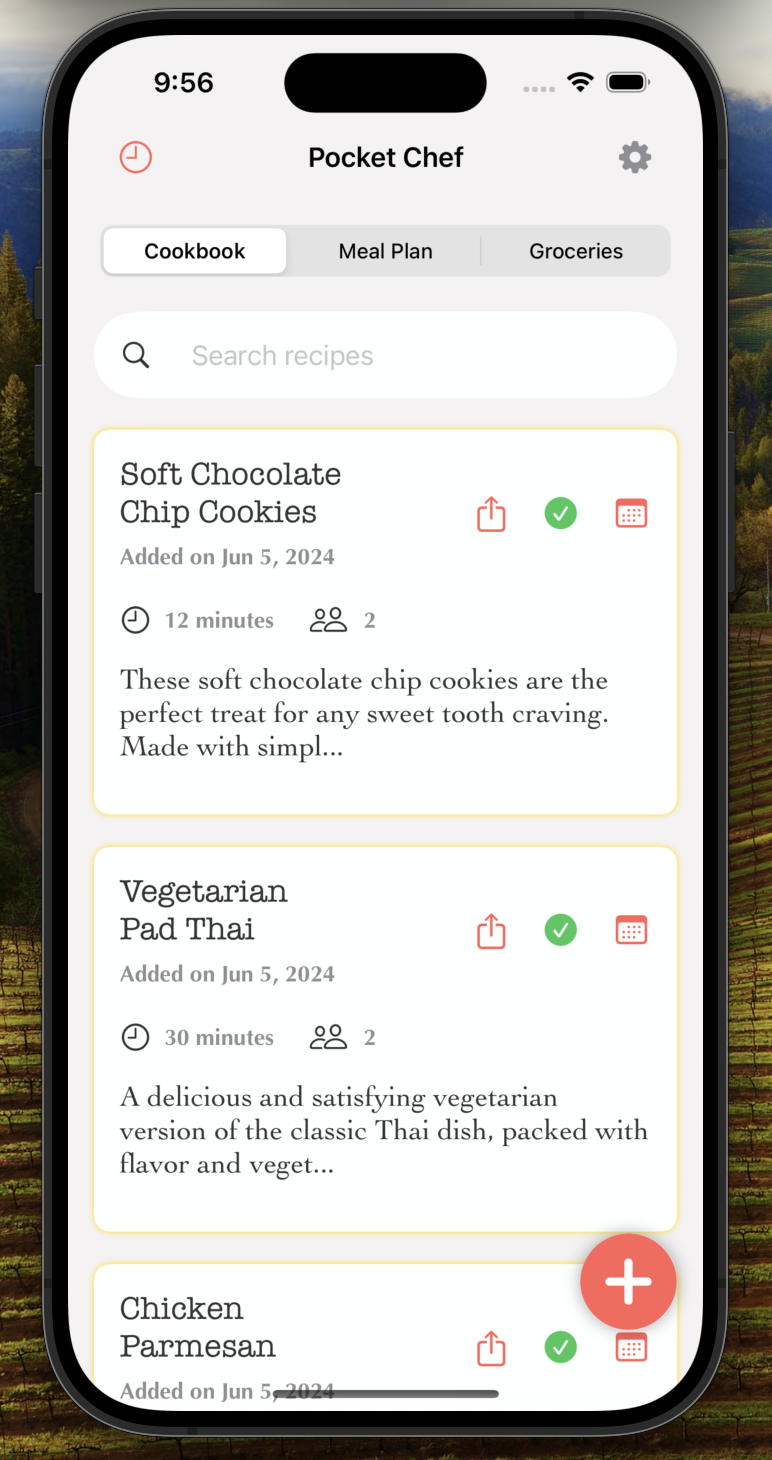 9:56
Pocket Chef
Cookbook
Meal Plan
Groceries
Search recipes
Soft Chocolate
Chip Cookies
Added on Jun 5, 2024
12 minutes
2
These soft chocolate chip cookies are the
perfect treat for any sweet tooth craving.
Made with simpl...
Vegetarian
Pad Thai
Added on Jun 5, 2024
30 minutes
2
A delicious and satisfying vegetarian
version of the classic Thai dish, packed with
flavor and veget...
Chicken
Parmesan
Added on Jun 5, 2024